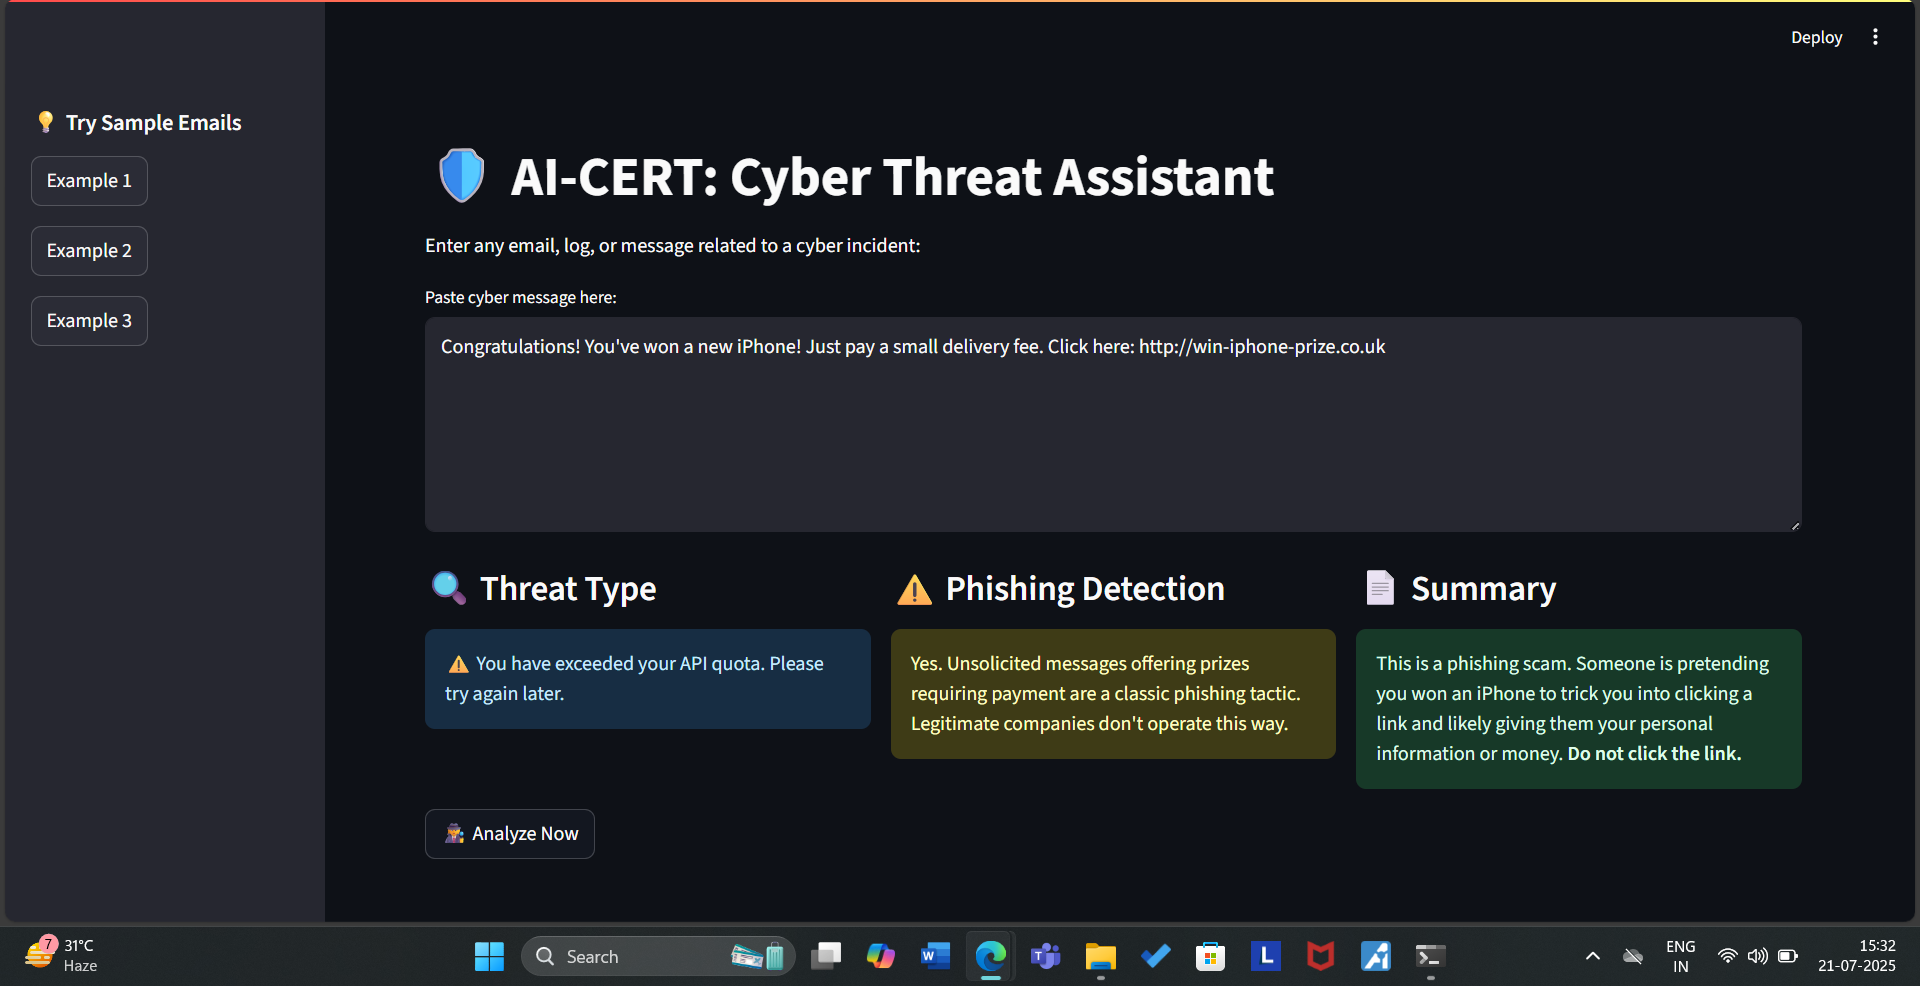 Deploy
Try Sample Emails
Example 1
Example 2
Example 3
AI-CERT: Cyber Threat Assistant
Enter any email, log, or message related to a cyber incident:
Paste cyber message here:
Congratulations! You've won a new iPhone! Just pay a small delivery fee. Click here: http://win-iphone-prize.co.uk
Threat Type
You have exceeded your API quota. Please
try again later.
Phishing Detection
Yes. Unsolicited messages offering prizes
requiring payment are a classic phishing tactic.
Legitimate companies don't operate this way.
Summary
This is a phishing scam. Someone is pretending
you won an iPhone to trick you into clicking a
link and likely giving them your personal
information or money. Do not click the link.
Analyze Now
7
31°C
Haze
Search
W
T
L
ENG
IN
15:32
21-07-2025